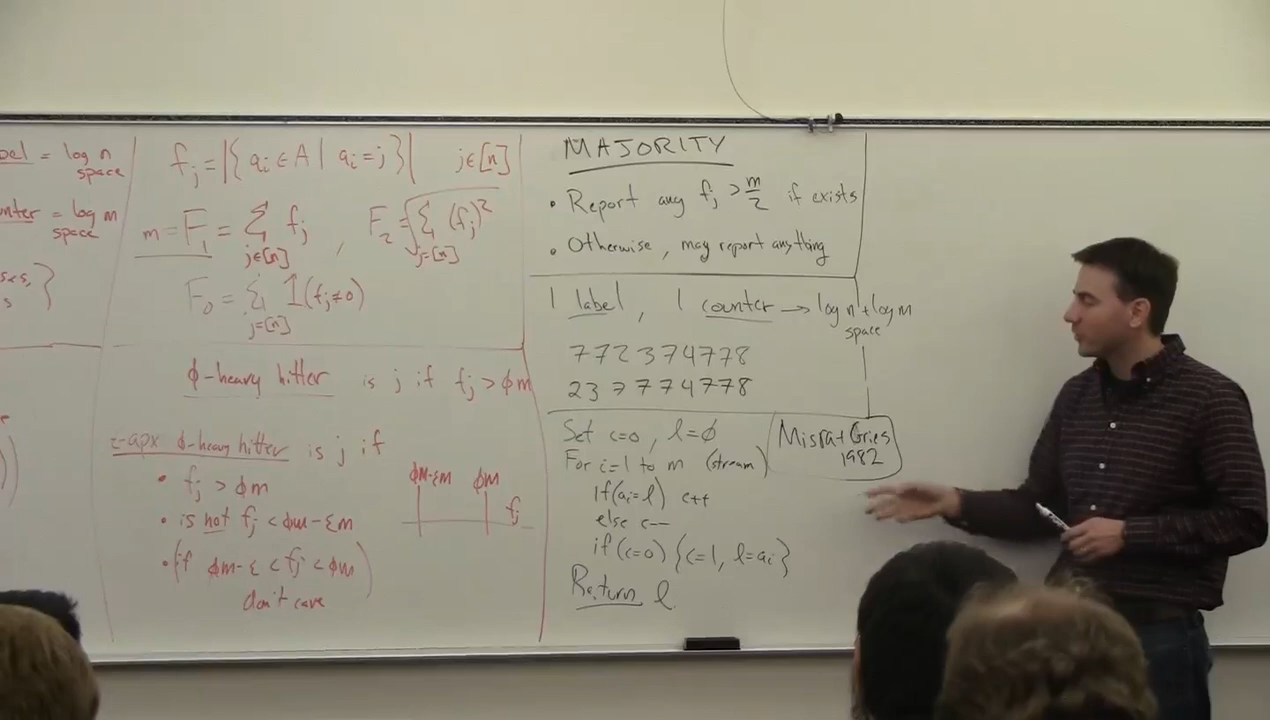 = log n
space
= log m
space
f_j = |{a_i ∈ A | a_i = j}| j∈[n]
m = F_1 = Σ f_j , F_2 = √Σ (f_j)^2
j∈[n] j=[n]
F_0 = Σ 1(f_j ≠ 0)
j=[n]
ϕ-heavy hitter is j if f_j > ϕm
ε-apx ϕ-heavy hitter is j if
• f_j > ϕm
• is not f_j < ϕm - εm
• (if ϕm - ε < f_j < ϕm)
don't care
ϕm-εm ϕm
f_j
MAJORITY
• Report any f_j > m/2 if exists
• Otherwise, may report anything
1 label, 1 counter → log n + log m
space
7 7 2 3 7 4 7 7 8
2 3 7 7 7 4 7 7 8
Set c=0, l=ϕ
For i=1 to m (stream)
If (a_i = l) c++
else c--
if (c=0) {c=1, l=a_i}
Return l.
Misra + Gries
1982